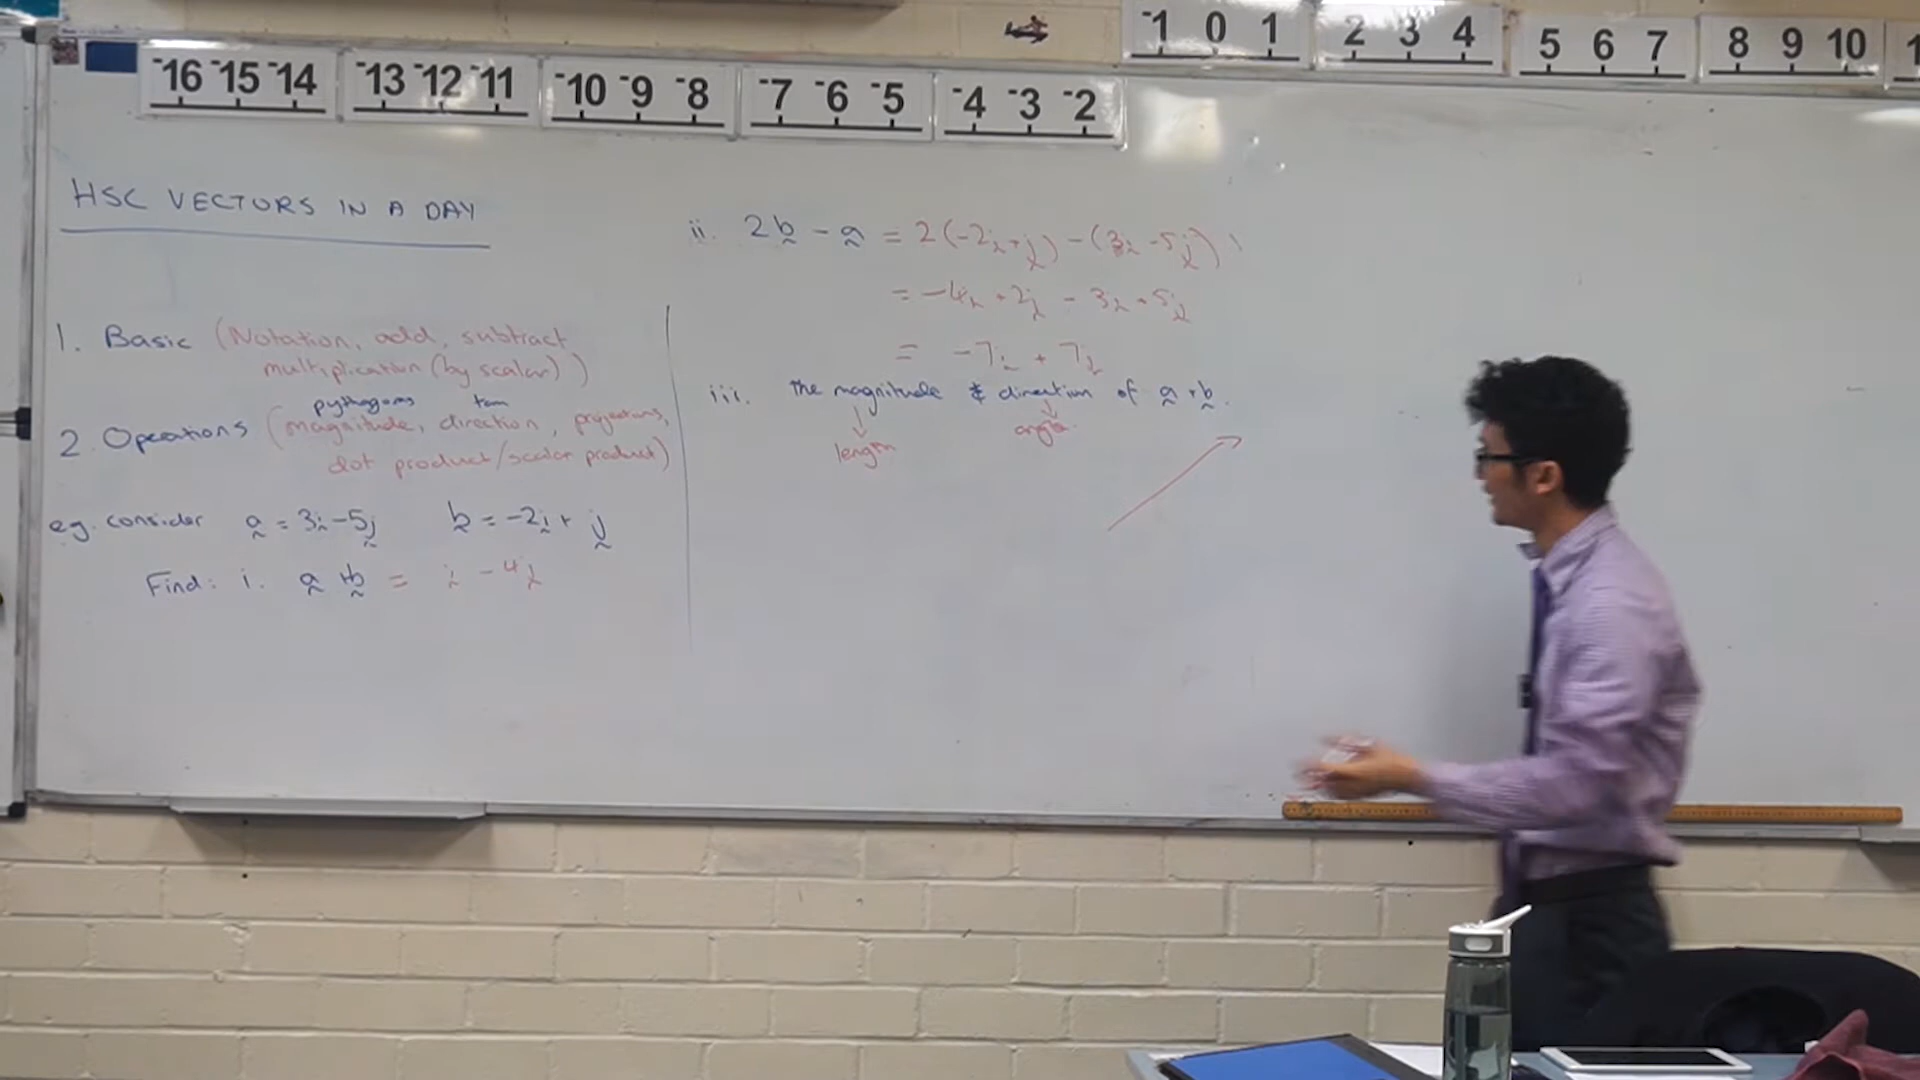 -1 0 1 2 3 4 5 6 7 8 9 10 1
-16 -15 -14 -13 -12 -11 -10 -9 -8 -7 -6 -5 -4 -3 -2
HSC VECTORS IN A DAY
1. Basic (Notation, add, subtract
multiplication (by scalar))
pythagoras tan
2. Operations (magnitude, direction, projections,
dot product/scalar product)
eg. consider a = 3i - 5j b = -2i + j
Find: i. a + b = i - 4j
ii. 2b - a = 2(-2i + j) - (3i - 5j)
= -4i + 2j - 3i + 5j
= -7i + 7j
iii. the magnitude & direction of a + b.
↓ ↓
length angle